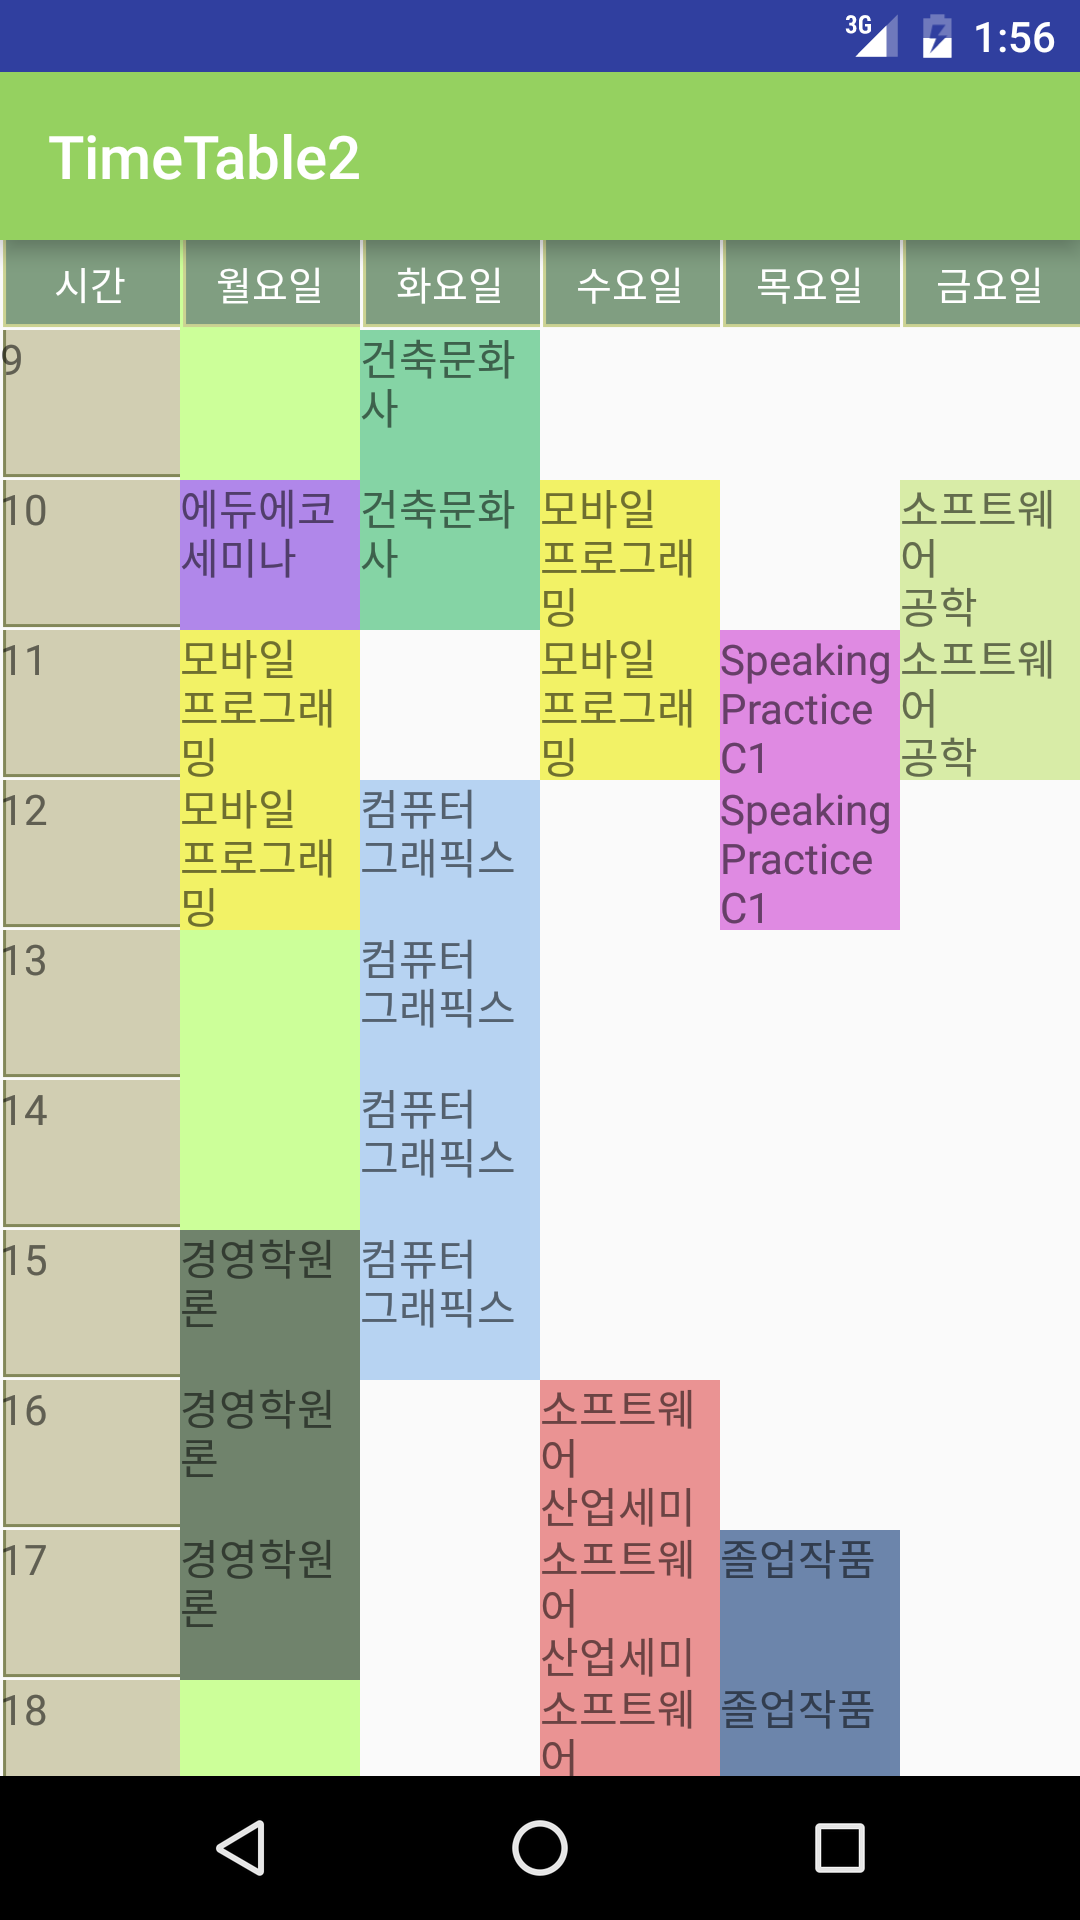 3G 1:56
TimeTable2
시간 월요일 화요일 수요일 목요일 금요일
9
건축문화
사
10
에듀에코
세미나
건축문화
사
모바일
프로그래
밍
소프트웨
어
공학
11
모바일
프로그래
밍
모바일
프로그래
밍
Speaking
Practice
C1
소프트웨
어
공학
12
모바일
프로그래
밍
컴퓨터
그래픽스
Speaking
Practice
C1
13
컴퓨터
그래픽스
14
컴퓨터
그래픽스
15
경영학원
론
컴퓨터
그래픽스
16
경영학원
론
소프트웨
어
산업세미
17
경영학원
론
소프트웨
어
산업세미
졸업작품
18
소프트웨
어
졸업작품